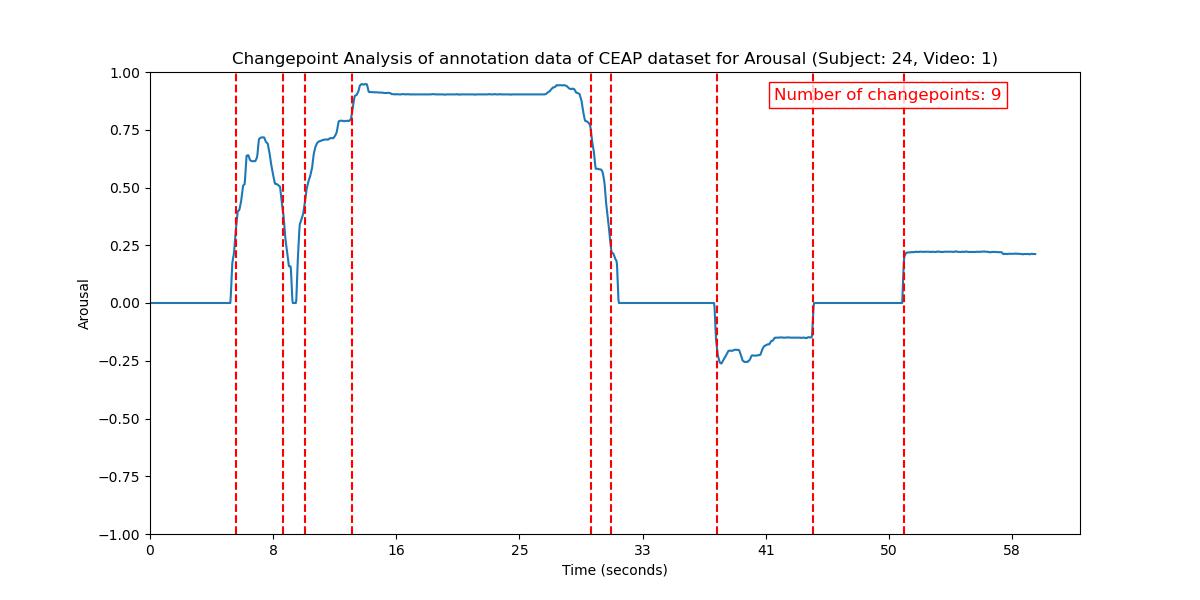 Changepoint Analysis of annotation data of CEAP dataset for Arousal (Subject: 24, Video: 1)
Number of changepoints: 9
1.00
0.75
0.50
0.25
0.00
−0.25
−0.50
−0.75
−1.00
Arousal
0 8 16 25 33 41 50 58
Time (seconds)